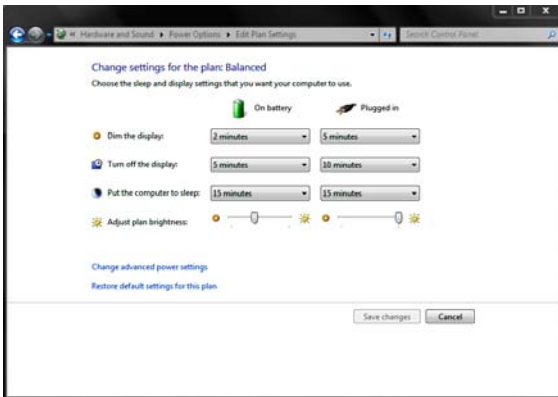 « Hardware and Sound ▸ Power Options ▸ Edit Plan Settings Search Control Panel
Change settings for the plan: Balanced
Choose the sleep and display settings that you want your computer to use.
On battery Plugged in
Dim the display: 2 minutes 5 minutes
Turn off the display: 5 minutes 10 minutes
Put the computer to sleep: 15 minutes 15 minutes
Adjust plan brightness:
Change advanced power settings
Restore default settings for this plan
Save changes Cancel